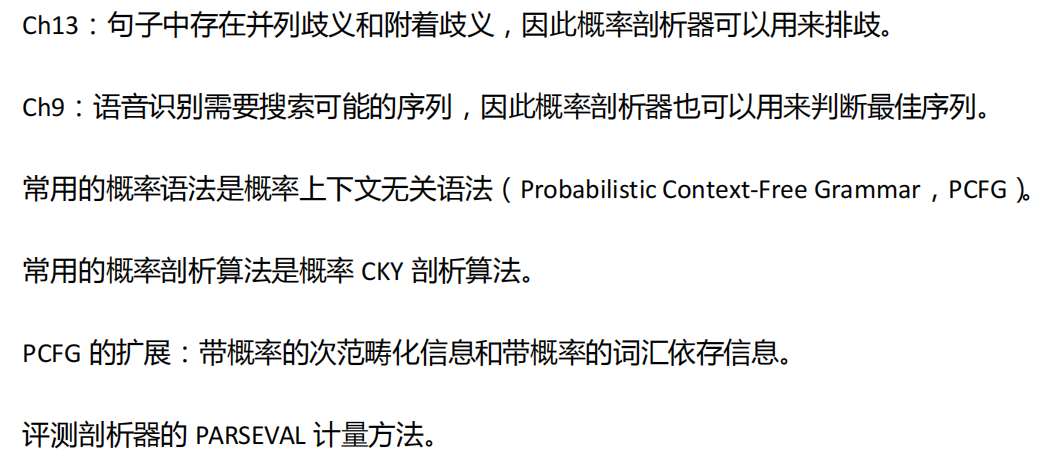 Ch13：句子中存在并列歧义和附着歧义，因此概率剖析器可以用来排歧。
Ch9：语音识别需要搜索可能的序列，因此概率剖析器也可以用来判断最佳序列。
常用的概率语法是概率上下文无关语法（Probabilistic Context-Free Grammar，PCFG）。
常用的概率剖析算法是概率 CKY 剖析算法。
PCFG 的扩展：带概率的次范畴化信息和带概率的词汇依存信息。
评测剖析器的 PARSEVAL 计量方法。